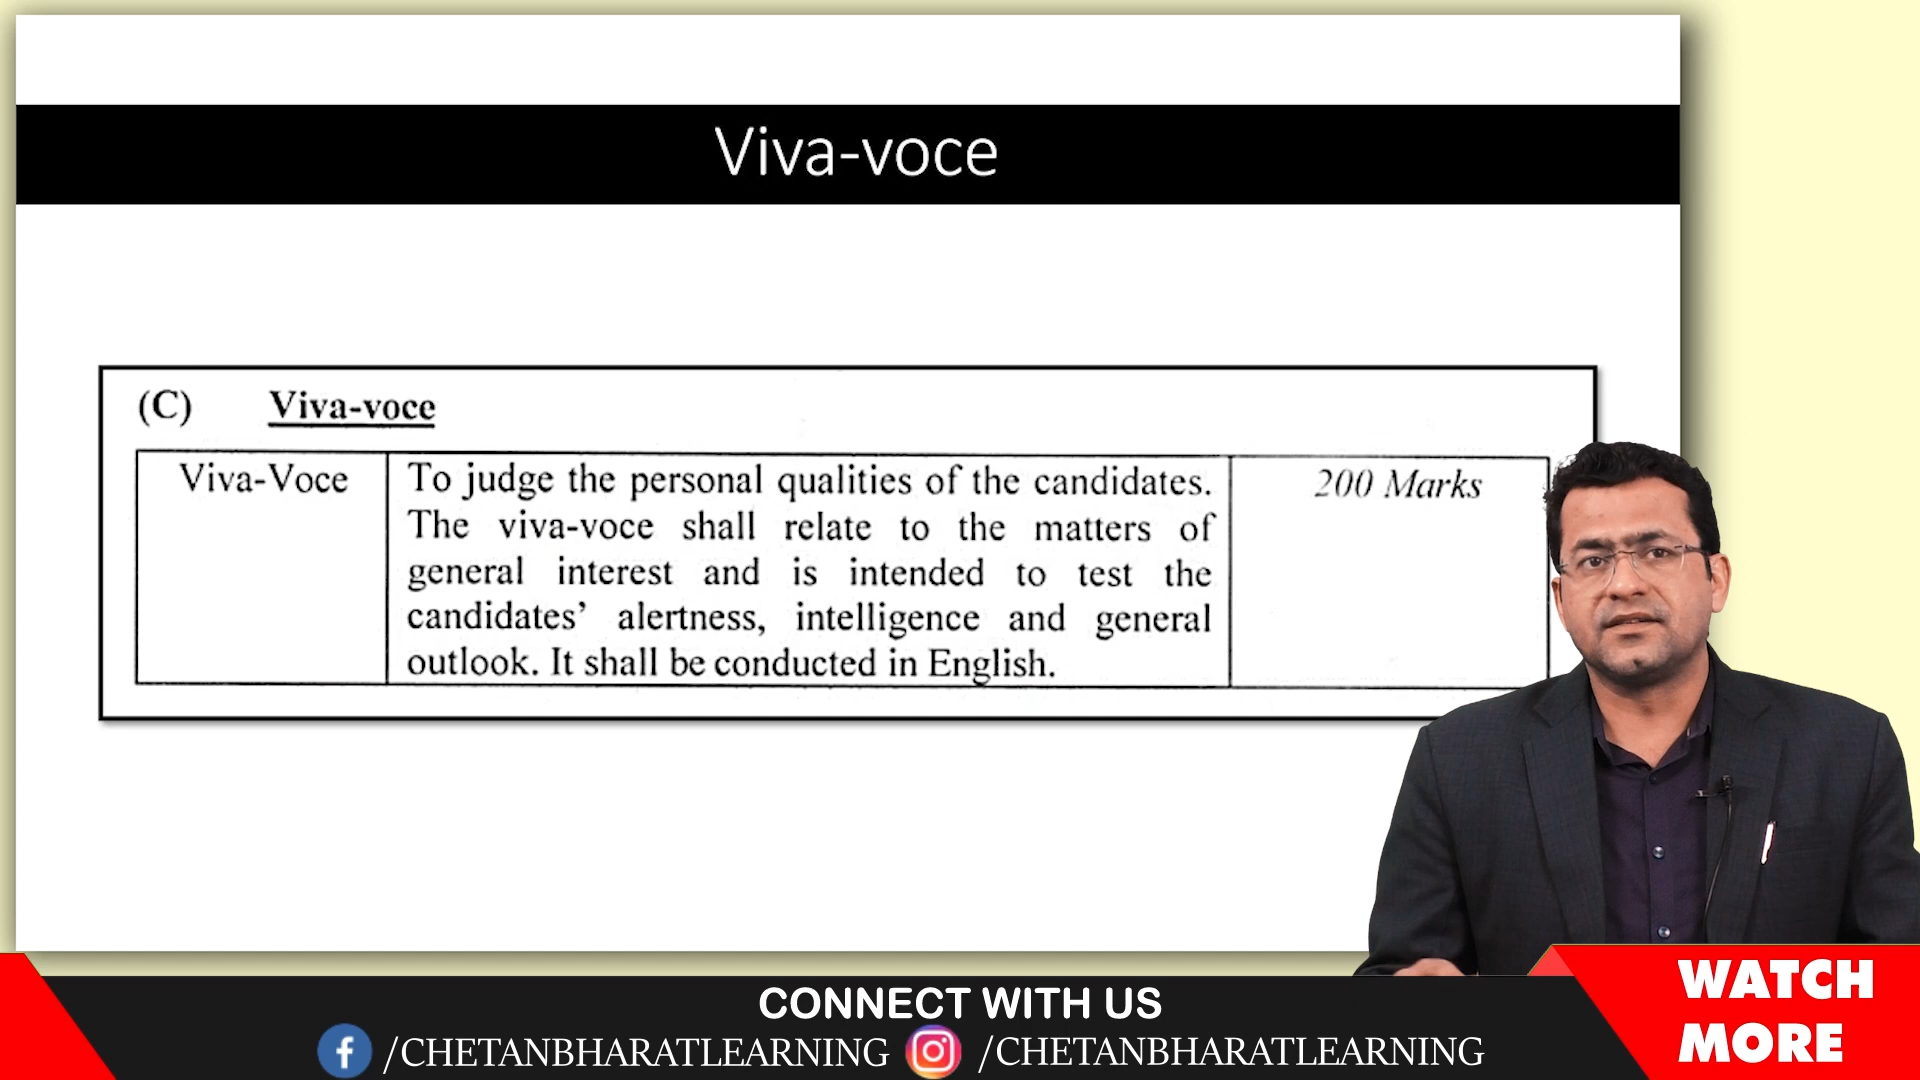 Viva-voce
(C) Viva-voce
Viva-Voce
To judge the personal qualities of the candidates.
The viva-voce shall relate to the matters of
general interest and is intended to test the
candidates’ alertness, intelligence and general
outlook. It shall be conducted in English.
200 Marks
CONNECT WITH US
/CHETANBHARATLEARNING
/CHETANBHARATLEARNING
WATCH
MORE